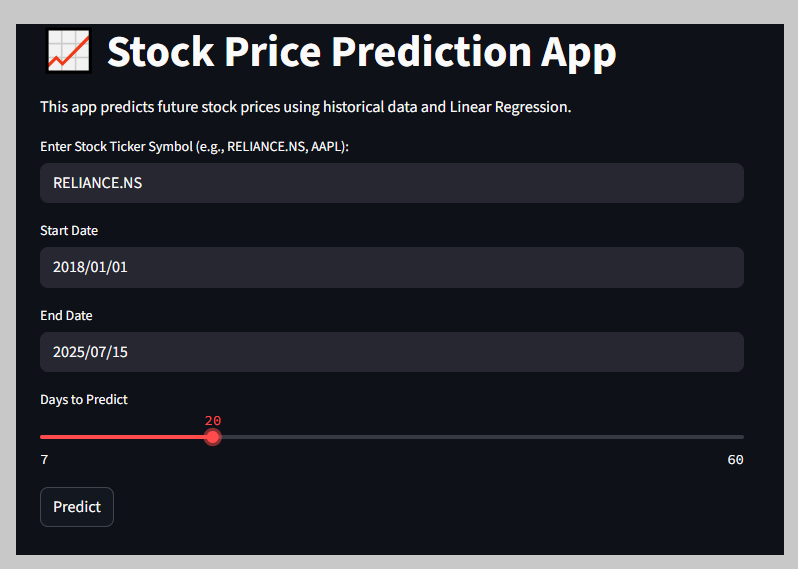 Stock Price Prediction App
This app predicts future stock prices using historical data and Linear Regression.
Enter Stock Ticker Symbol (e.g., RELIANCE.NS, AAPL):
RELIANCE.NS
Start Date
2018/01/01
End Date
2025/07/15
Days to Predict
20
7 60
Predict